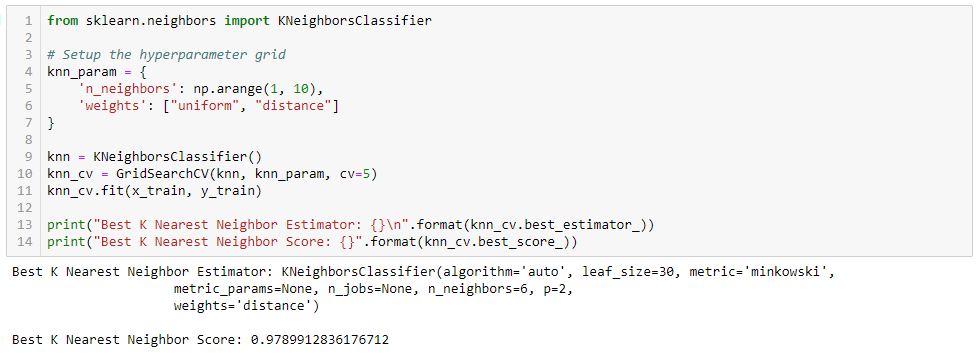 1 from sklearn.neighbors import KNeighborsClassifier
2
3 # Setup the hyperparameter grid
4 knn_param = {
5     'n_neighbors': np.arange(1, 10),
6     'weights': ["uniform", "distance"]
7 }
8
9 knn = KNeighborsClassifier()
10 knn_cv = GridSearchCV(knn, knn_param, cv=5)
11 knn_cv.fit(x_train, y_train)
12
13 print("Best K Nearest Neighbor Estimator: {}\n".format(knn_cv.best_estimator_))
14 print("Best K Nearest Neighbor Score: {}".format(knn_cv.best_score_))
Best K Nearest Neighbor Estimator: KNeighborsClassifier(algorithm='auto', leaf_size=30, metric='minkowski',
                     metric_params=None, n_jobs=None, n_neighbors=6, p=2,
                     weights='distance')
Best K Nearest Neighbor Score: 0.9789912836176712